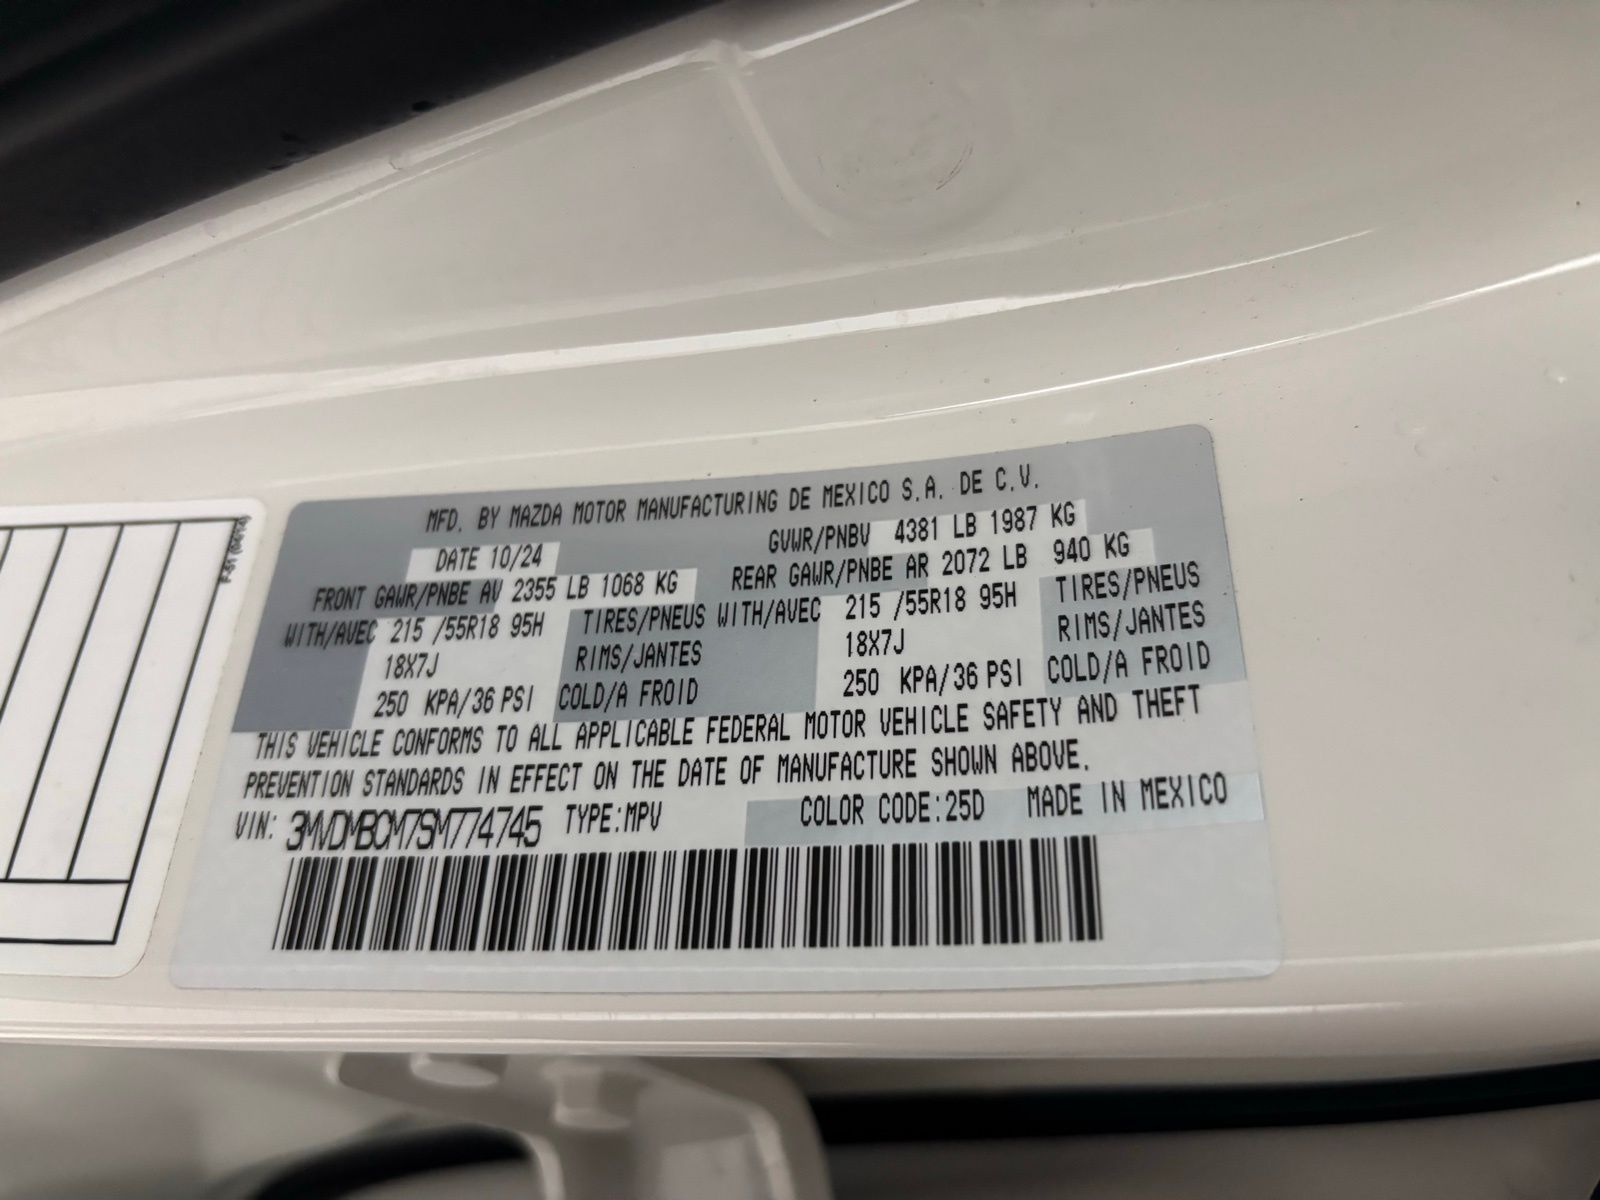 MFD. BY MAZDA MOTOR MANUFACTURING DE MEXICO S.A. DE C.V.
DATE 10/24 GVWR/PNBV 4381 LB 1987 KG
FRONT GAWR/PNBE AV 2355 LB 1068 KG REAR GAWR/PNBE AR 2072 LB 940 KG
WITH/AVEC 215 /55R18 95H TIRES/PNEUS WITH/AVEC 215 /55R18 95H TIRES/PNEUS
18X7J RIMS/JANTES 18X7J RIMS/JANTES
250 KPA/36 PSI COLD/A FROID 250 KPA/36 PSI COLD/A FROID
THIS VEHICLE CONFORMS TO ALL APPLICABLE FEDERAL MOTOR VEHICLE SAFETY AND THEFT
PREVENTION STANDARDS IN EFFECT ON THE DATE OF MANUFACTURE SHOWN ABOVE.
VIN: 3MVDMBCM7SM774745 TYPE:MPV COLOR CODE:25D MADE IN MEXICO